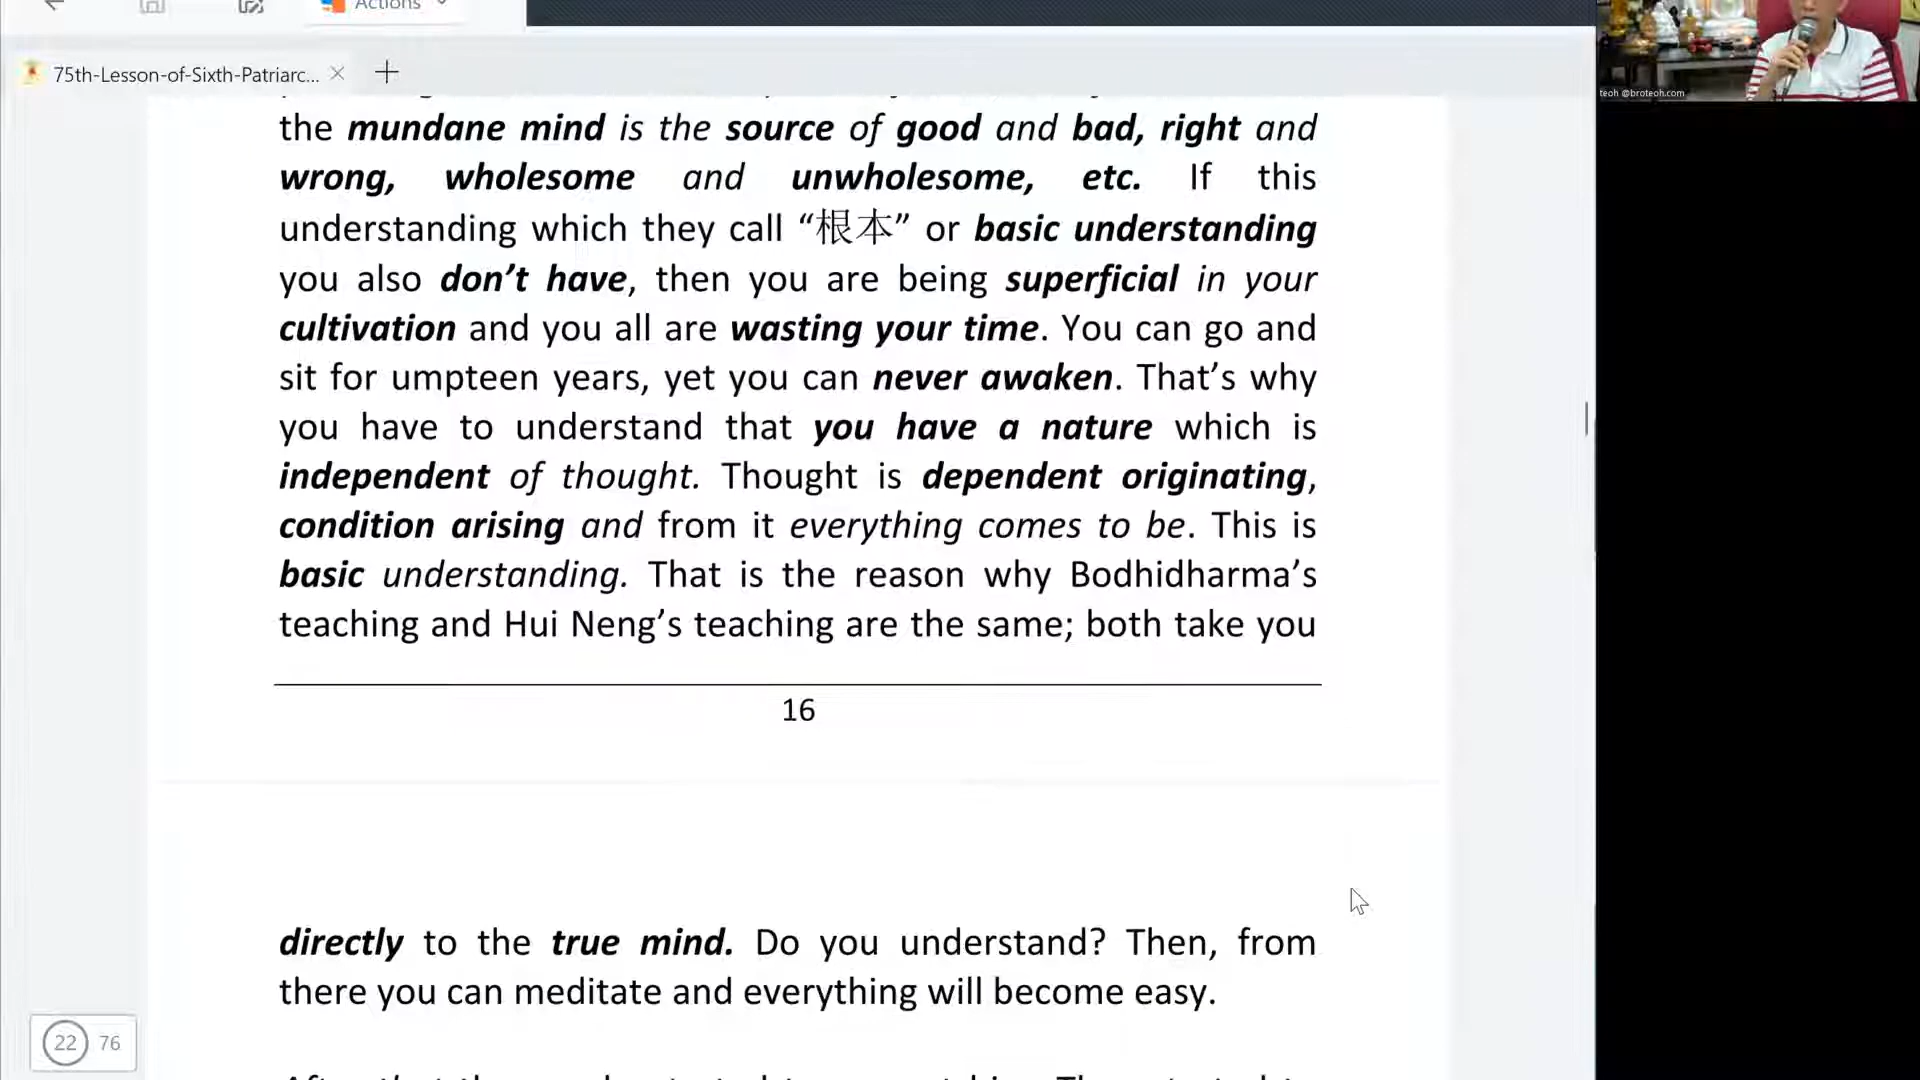 Actions
teoh @broteoh.com
75th-Lesson-of-Sixth-Patriarc...
the mundane mind is the source of good and bad, right and
wrong, wholesome and unwholesome, etc. If this
understanding which they call “根本” or basic understanding
you also don’t have, then you are being superficial in your
cultivation and you all are wasting your time. You can go and
sit for umpteen years, yet you can never awaken. That’s why
you have to understand that you have a nature which is
independent of thought. Thought is dependent originating,
condition arising and from it everything comes to be. This is
basic understanding. That is the reason why Bodhidharma’s
teaching and Hui Neng’s teaching are the same; both take you
16
directly to the true mind. Do you understand? Then, from
there you can meditate and everything will become easy.
22 76